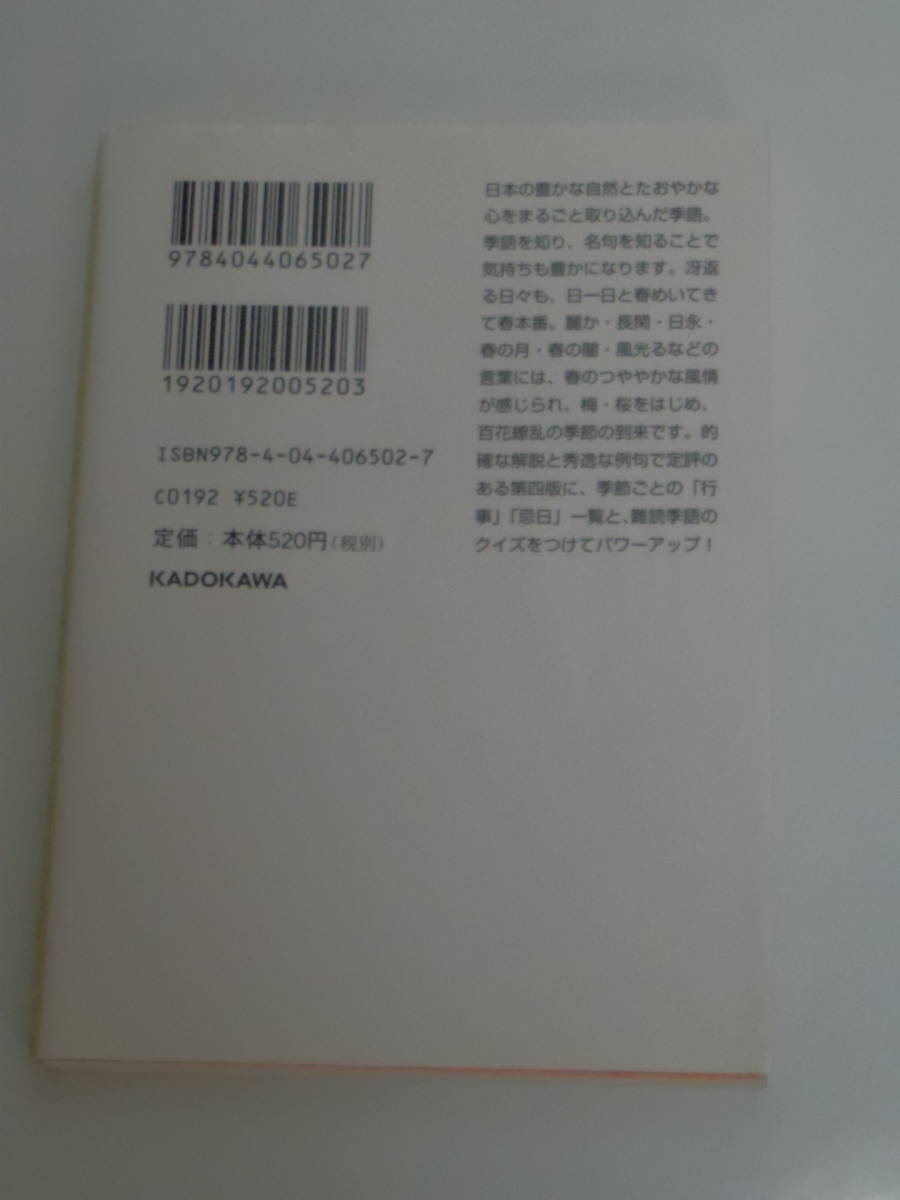 9784044065027
1920192005203
ISBN978-4-04-406502-7
C0192 ¥520E
定価：本体520円（税別）
KADOKAWA
日本の豊かな自然とたおやかな
心をまるごと取り込んだ季語。
季語を知り、名句を知ることで
気持ちも豊かになります。冴返
る日々も、日一日と春めいてき
て春本番。麗か・長閑・日永・
春の月・春の闇・風光るなどの
言葉には、春のつややかな風情
が感じられ、梅・桜をはじめ、
百花繚乱の季節の到来です。的
確な解説と秀逸な例句で定評の
ある第四版に、季節ごとの「行
事」「忌日」一覧と、難読季語の
クイズをつけてパワーアップ！